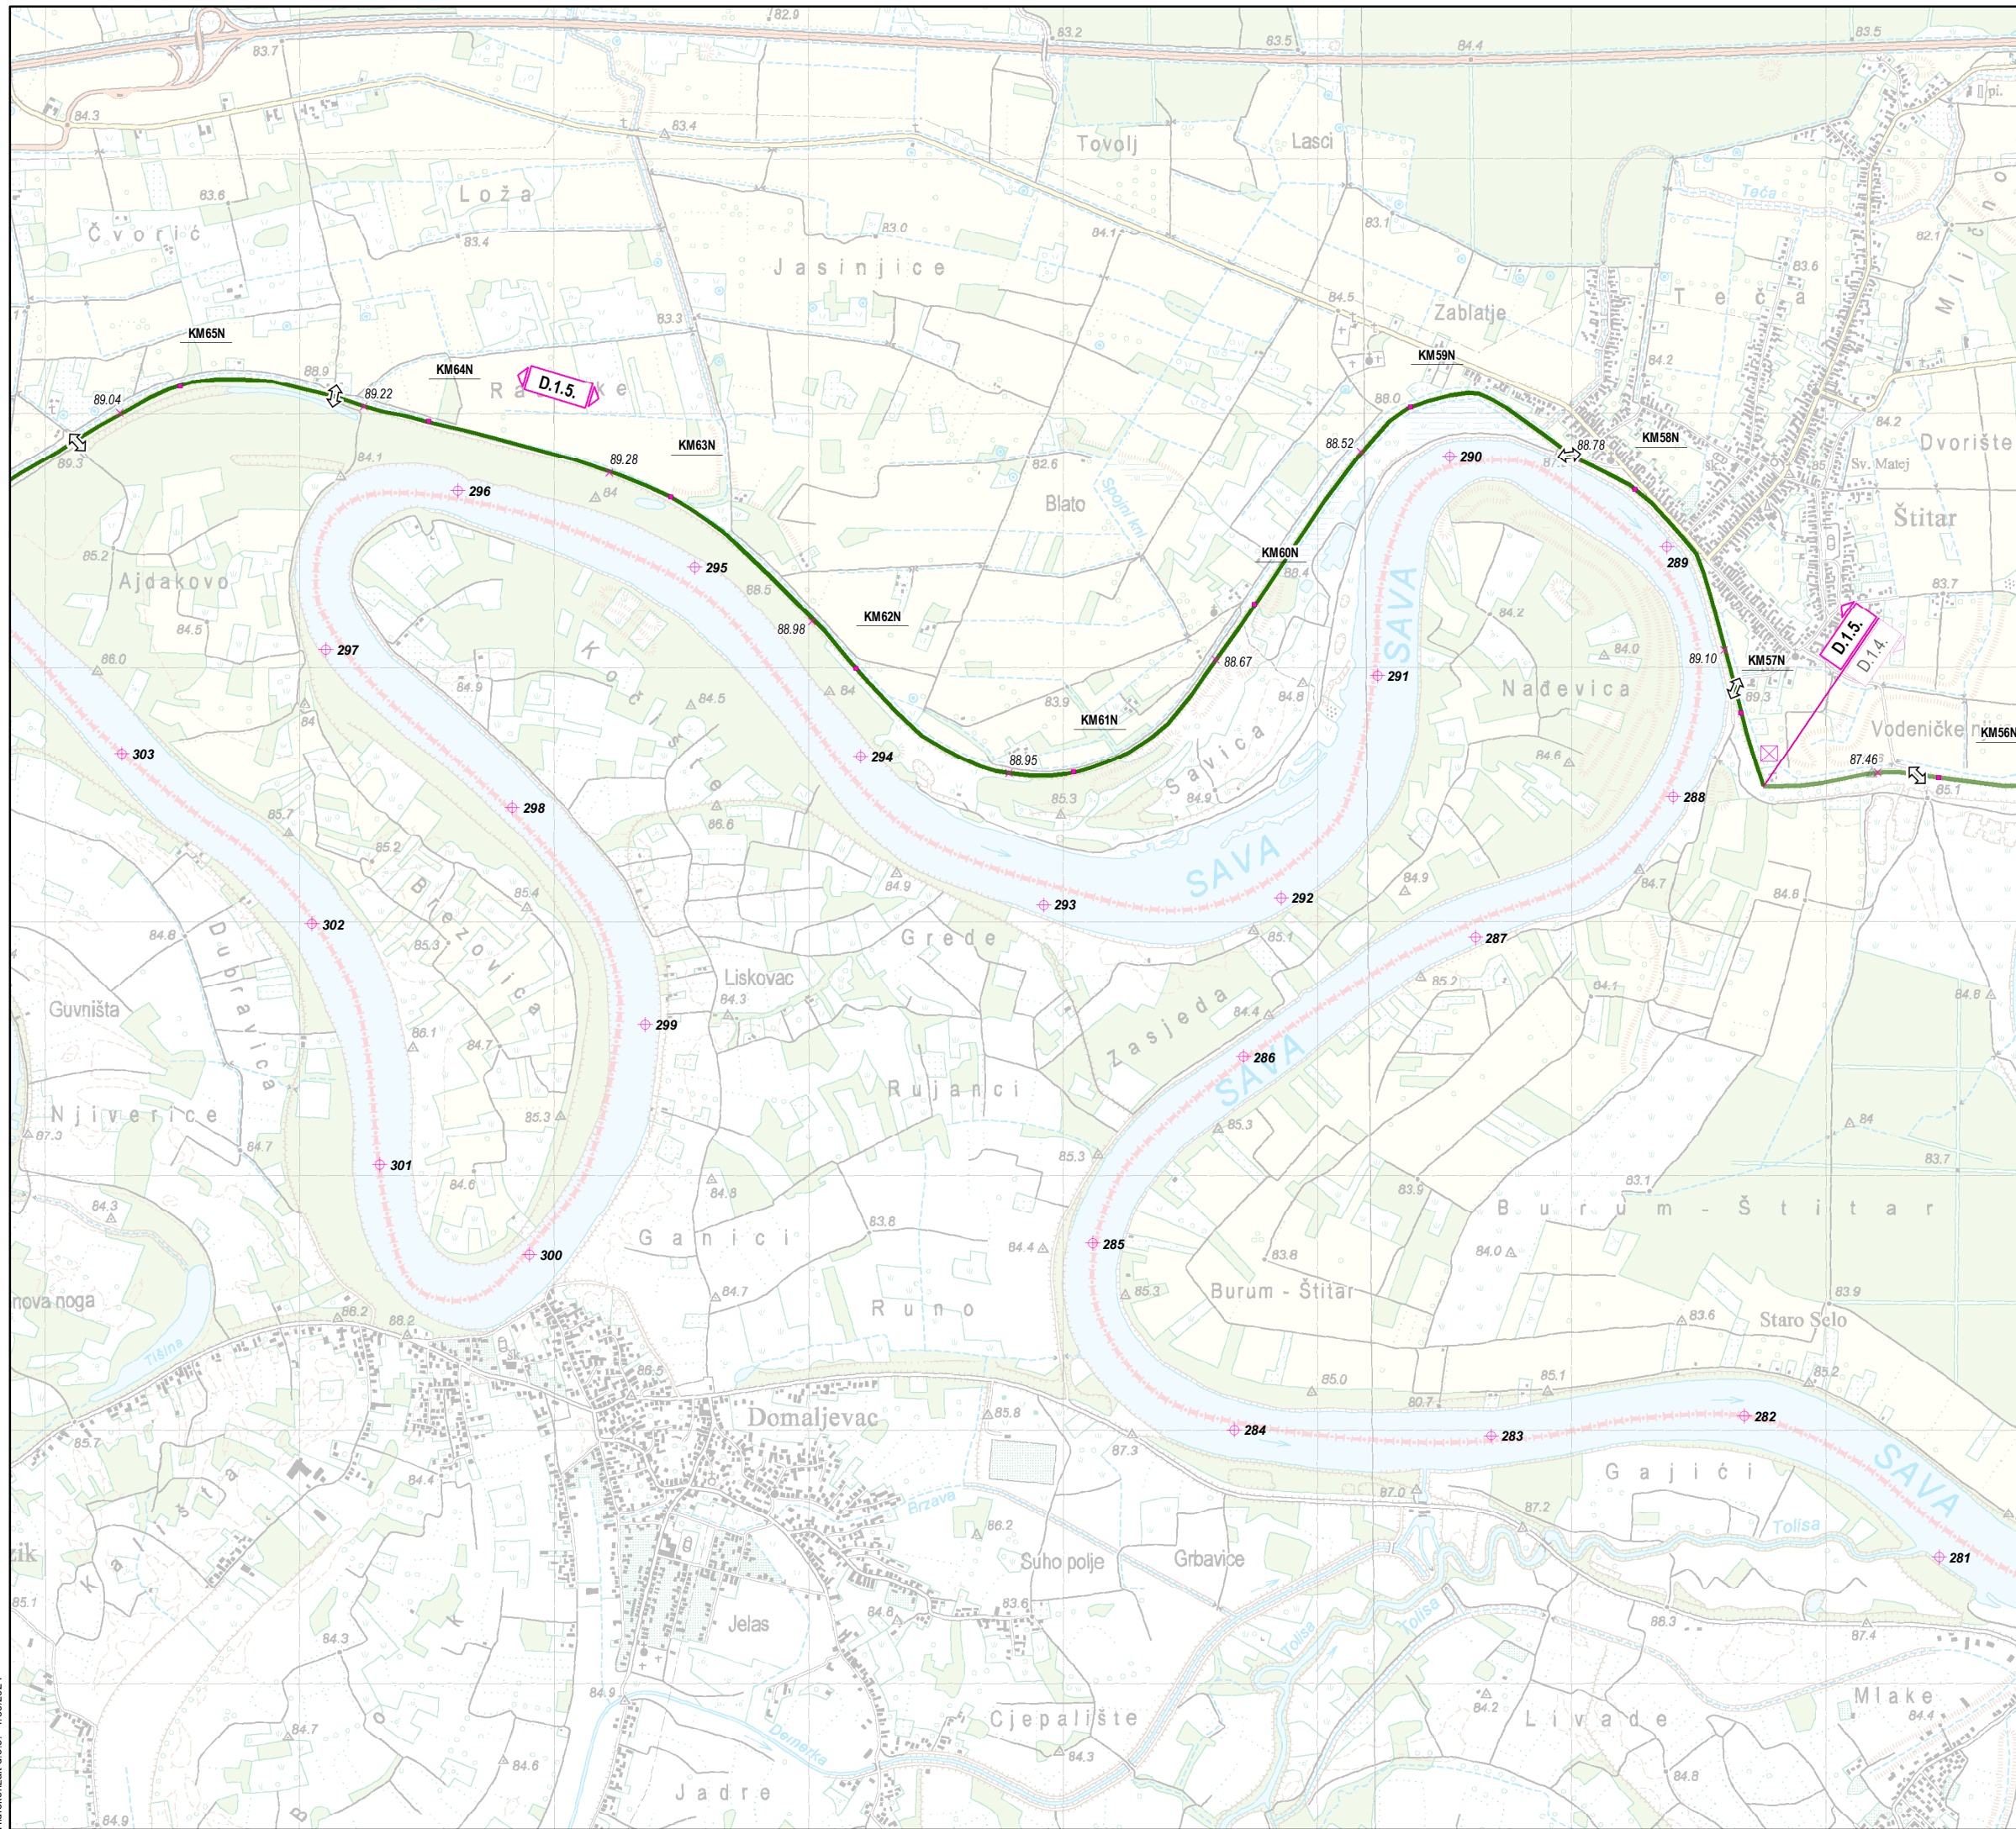 82.9
83.7
83.2
83.5
84.4
83.5
84.3
83.4
Tovolj
Lasci
pi.
Teča
83.6
Loža
Čvorić
83.4
83.0
84.1
83.1
82.1
Jasinjice
83.6
Teča
83.3
84.5
Zablatje
KM65N
KM64N
KM59N
84.2
88.9
89.22
D.1.5.
88.0
89.04
84.2
KM63N
88.52
88.78
KM58N
Dvorište
89.3
84.1
89.28
82.6
290
šk.
85
Sv. Matej
296
84
Blato
Spojni knl.
Štitar
85.2
Ajdakovo
295
KM60N
289
88.5
88.4
SAVA
83.7
84.5
88.98
KM62N
84.2
D.1.5.
D.1.4.
297
86.0
88.67
84.0
89.10
KM57N
84.9
Kočište
84.5
84
83.9
84.8
291
Nađevica
89.3
84
KM61N
Vodeničke
KM56N
303
294
88.95
Savica
84.6
87.46
298
85.3
84.9
288
85.1
85.7
86.6
85.2
SAVA
84.9
84.7
84.8
Brezovica
85.4
84.9
293
292
302
84.8
Dubravica
85.3
Grede
85.1
287
Liskovac
85.2
84.1
84.8
Guvništa
84.3
Zasjeda
84.4
299
86.1
84.7
286
SAVA
Njiverice
85.3
Rujanci
84
87.3
85.3
84.7
85.3
301
84.6
84.8
83.9
83.1
83.7
84.3
Burum - Štitar
83.8
Ganici
84.4
285
83.8
84.0
300
nova noga
84.7
Runo
85.3
Burum - Štitar
83.9
88.2
88.2
83.6
Staro Selo
Tišina
šk.
86.5
85.0
85.1
85.2
80.7
Domaljevac
85.8
282
85.7
87.3
284
283
SAVA
84.4
Gajići
87.0
Brzava
87.2
Kališta
86.2
Tolisa
zik
Suho polje
Grbavice
281
85.1
84.8
83.6
Jelas
Tolisa
Tolisa
88.3
87.4
84.3
84.9
Cjepalište
84.2
Livade
Mlake
84.4
84.7
84.6
84.3
84.8
Jadre
84.9